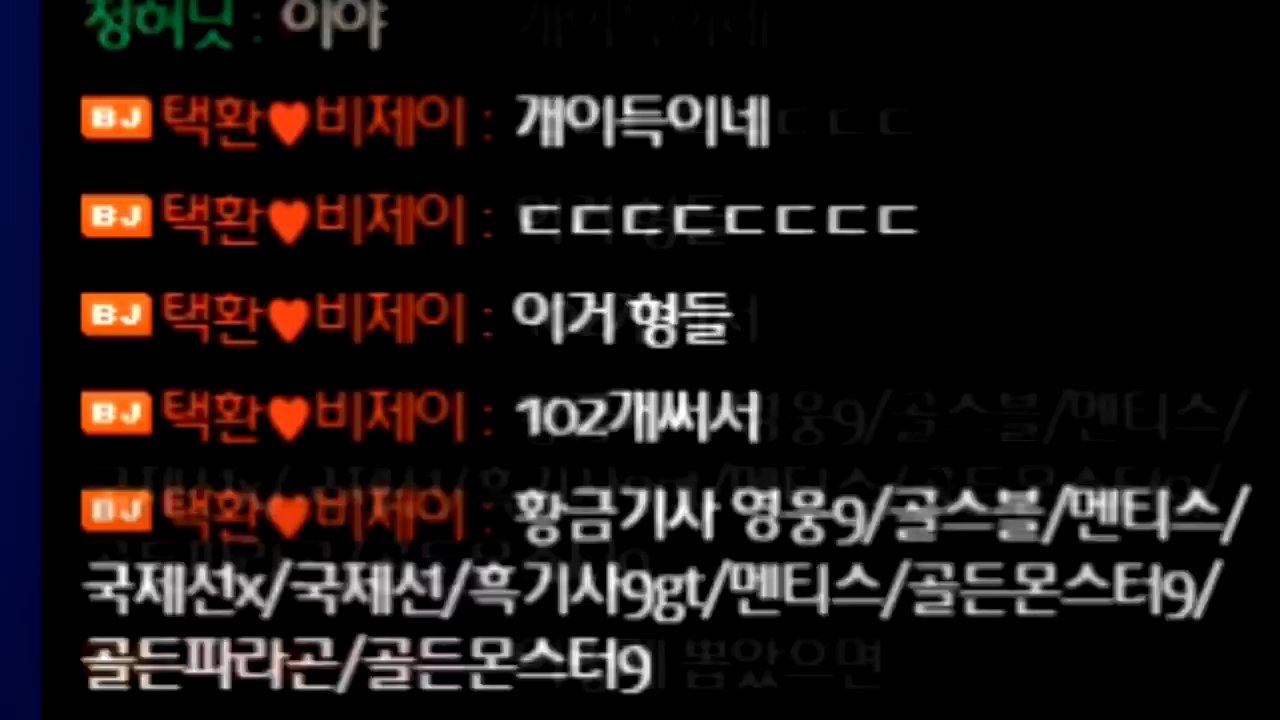 정허닛 : 이야
BJ 택환♥비제이 : 개이득이네
BJ 택환♥비제이 : ㄷㄷㄷㄷㄷㄷㄷㄷ
BJ 택환♥비제이 : 이거 형들
BJ 택환♥비제이 : 102개써서
BJ 택환♥비제이 : 황금기사 영웅9/골스블/멘티스/
국제선x/국제선/흑기사9gt/멘티스/골든몬스터9/
골든파라곤/골든몬스터9